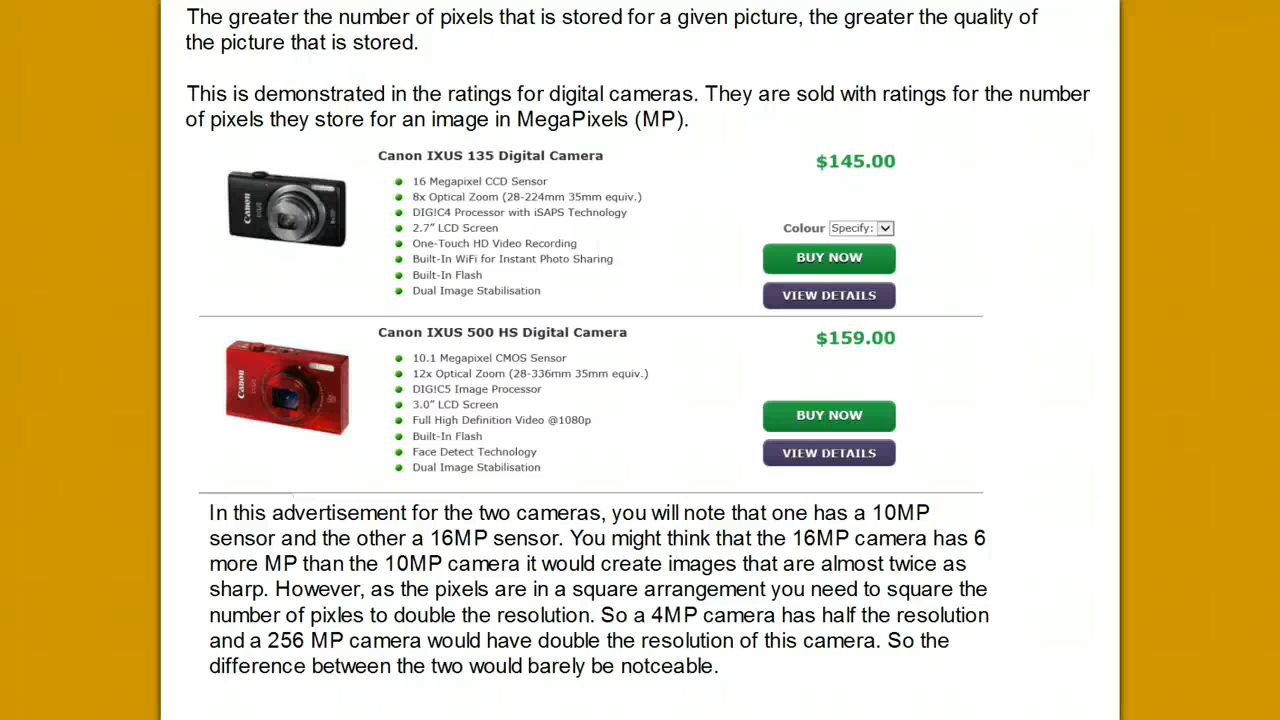 The greater the number of pixels that is stored for a given picture, the greater the quality of
the picture that is stored.
This is demonstrated in the ratings for digital cameras. They are sold with ratings for the number
of pixels they store for an image in MegaPixels (MP).
Canon IXUS 135 Digital Camera
$145.00
16 Megapixel CCD Sensor
8x Optical Zoom (28-224mm 35mm equiv.)
DIG!C4 Processor with iSAPS Technology
2.7" LCD Screen
One-Touch HD Video Recording
Built-In WiFi for Instant Photo Sharing
Built-In Flash
Dual Image Stabilisation
Colour Specify:
BUY NOW
VIEW DETAILS
Canon
Canon IXUS 500 HS Digital Camera
$159.00
10.1 Megapixel CMOS Sensor
12x Optical Zoom (28-336mm 35mm equiv.)
DIG!C5 Image Processor
3.0" LCD Screen
Full High Definition Video @1080p
Built-In Flash
Face Detect Technology
Dual Image Stabilisation
BUY NOW
VIEW DETAILS
Canon
In this advertisement for the two cameras, you will note that one has a 10MP
sensor and the other a 16MP sensor. You might think that the 16MP camera has 6
more MP than the 10MP camera it would create images that are almost twice as
sharp. However, as the pixels are in a square arrangement you need to square the
number of pixles to double the resolution. So a 4MP camera has half the resolution
and a 256 MP camera would have double the resolution of this camera. So the
difference between the two would barely be notceable.